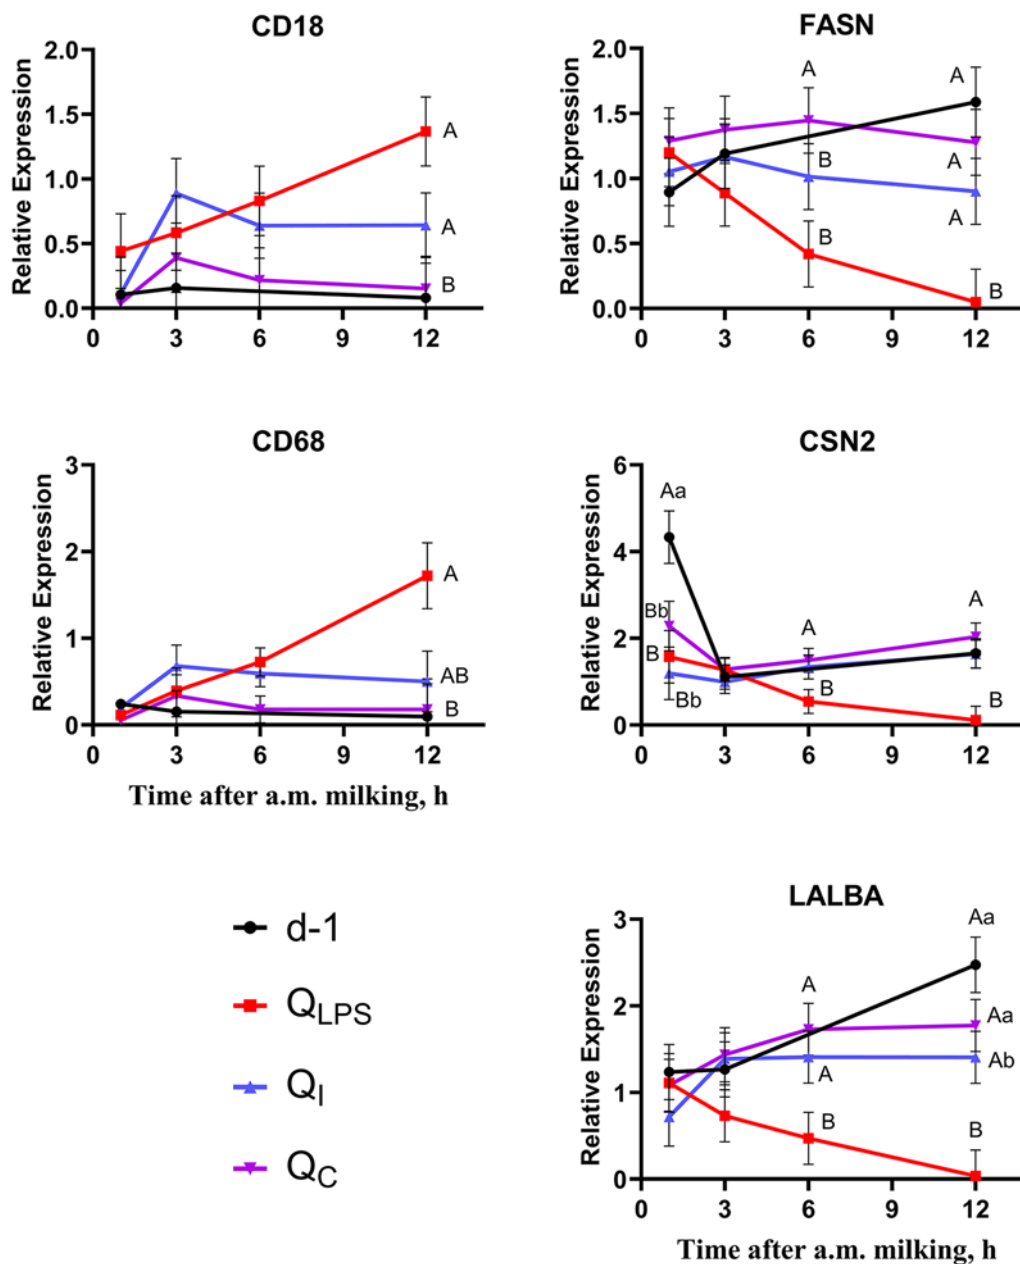 CD18
Relative Expression
2.0
1.5
1.0
0.5
0.0
0 3 6 9 12
A
A
B
FASN
Relative Expression
2.0
1.5
1.0
0.5
0.0
0 3 6 9 12
A
A
B
A
B
A
B
CD68
Relative Expression
3
2
1
0
0 3 6 9 12
A
AB
B
Time after a.m. milking, h
CSN2
Relative Expression
6
4
2
0
0 3 6 9 12
Aa
Bb
B
Bb
A
A
B
B
d-1
QLPS
QI
QC
LALBA
Relative Expression
3
2
1
0
0 3 6 9 12
Aa
A
Aa
Ab
A
B
B
Time after a.m. milking, h